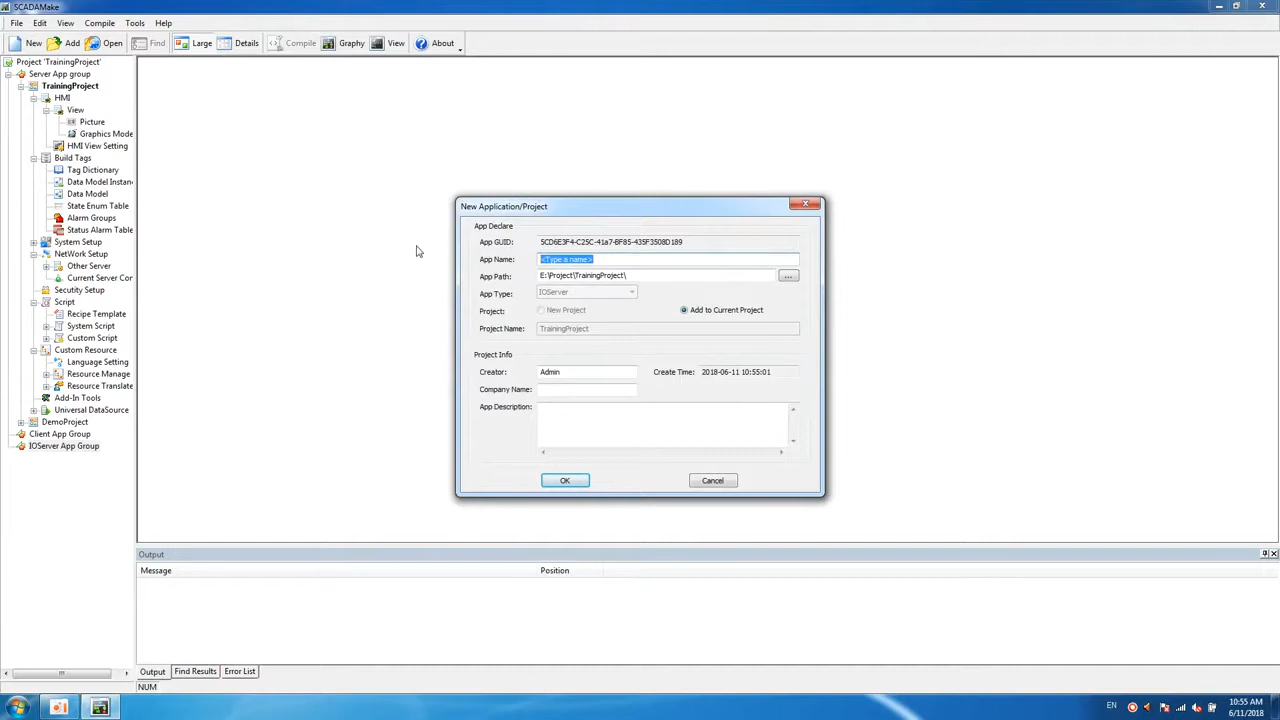 SCADAMake
File Edit View Compile Tools Help
New Add Open Find Large Details Compile Graphy View About
Project 'TrainingProject'
Server App group
TrainingProject
HMI
View
Picture
Graphics Mode
HMI View Setting
Build Tags
Tag Dictionary
Data Model Instan
Data Model
State Enum Table
Alarm Groups
Status Alarm Table
System Setup
NetWork Setup
Other Server
Current Server Con
Secutity Setup
Script
Recipe Template
System Script
Custom Script
Custom Resource
Language Setting
Resource Manage
Resource Translate
Add-In Tools
Universal DataSource
DemoProject
Client App Group
IOServer App Group
New Application/Project
App Declare
App GUID: 5CD6E3F4-C25C-41a7-BF85-435F3508D189
App Name: <Type a name>
App Path: E:\Project\TrainingProject\ ...
App Type: IOServer
Project: New Project Add to Current Project
Project Name: TrainingProject
Project Info
Creator: Admin Create Time: 2018-06-11 10:55:01
Company Name:
App Description:
OK Cancel
Output
Message Position
Output Find Results Error List
NUM
EN 10:55 AM
6/11/2018